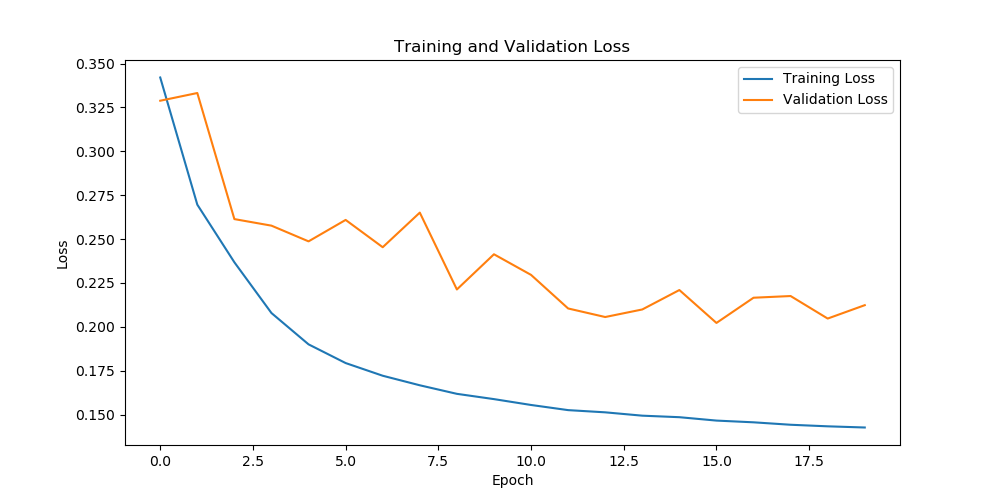 Training and Validation Loss
Training Loss
Validation Loss
0.350
0.325
0.300
0.275
0.250
0.225
0.200
0.175
0.150
Loss
0.0 2.5 5.0 7.5 10.0 12.5 15.0 17.5
Epoch